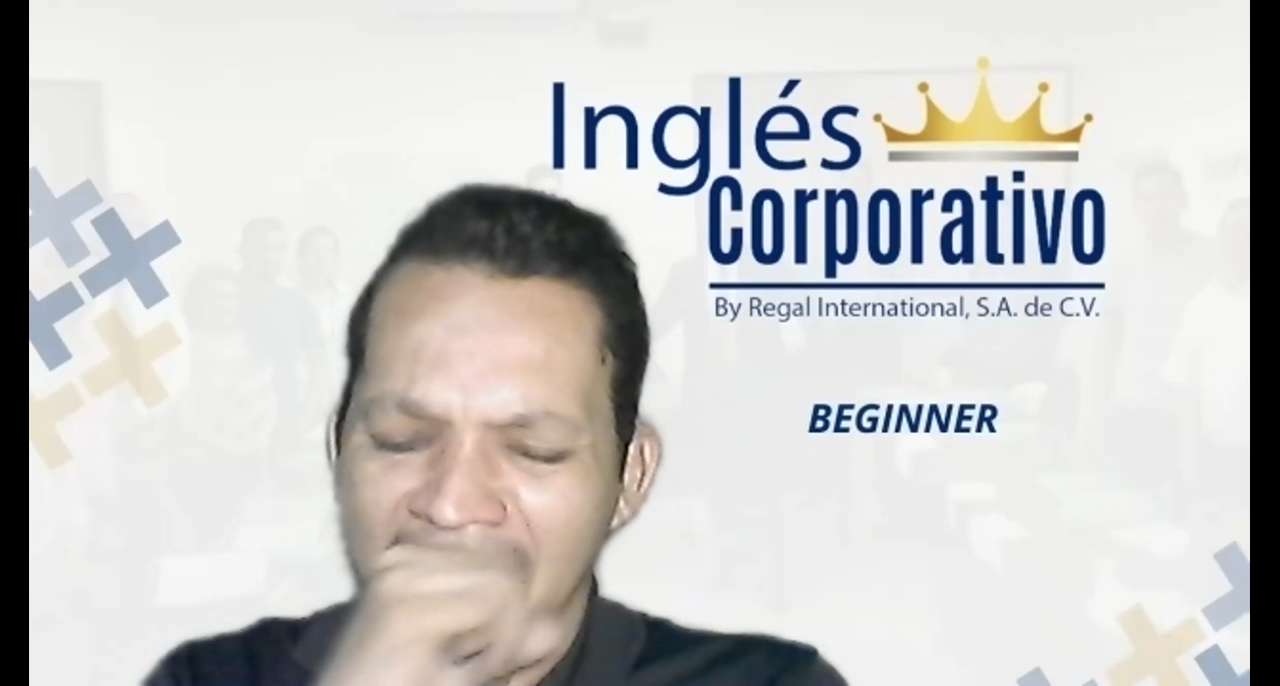 Inglés
Corporativo
By Regal International, S.A. de C.V.
BEGINNER